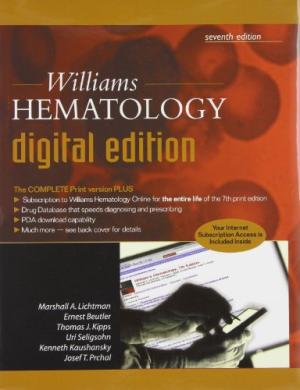 seventh edition
Williams
HEMATOLOGY
digital edition
The COMPLETE Print version PLUS
Subscription to Williams Hematology Online for the entire life of the 7th print edition
Drug Database that speeds diagnosing and prescribing
PDA download capability
Much more — see back cover for details
Your Internet
Subscription Access is
Included Inside
Marshall A. Lichtman
Ernest Beutler
Thomas J. Kipps
Uri Seligsohn
Kenneth Kaushansky
Josef T. Prchal